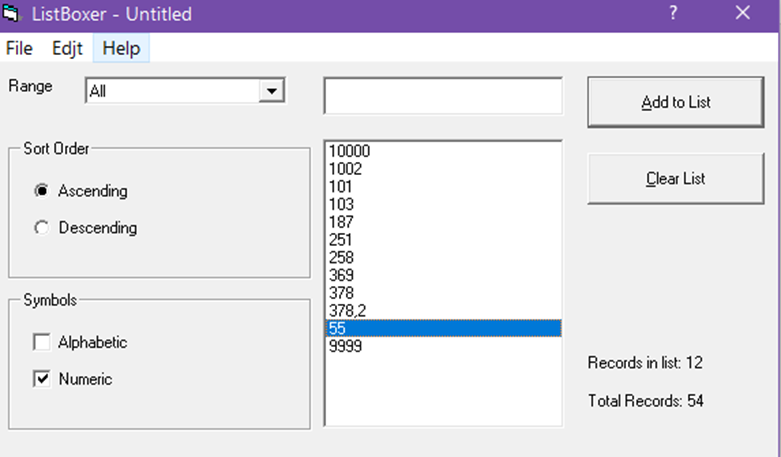 ListBoxer - Untitled
? ×
File Edjt Help
Range All
Add to List
Sort Order
Ascending
Descending
Symbols
Alphabetic
Numeric
10000
1002
101
103
187
251
258
369
378
378,2
55
9999
Clear List
Records in list: 12
Total Records: 54